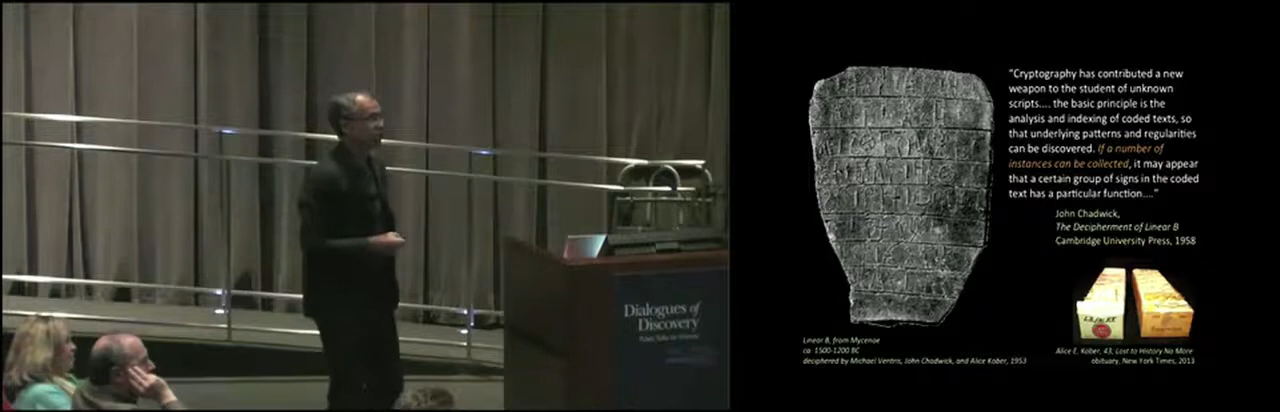 Dialogues of
Discovery
"Cryptography has contributed a new
weapon to the student of unknown
scripts.... the basic principle is the
analysis and indexing of coded texts, so
that underlying patterns and regularities
can be discovered. If a number of
instances can be collected, it may appear
that a certain group of signs in the coded
text has a particular function...."
John Chadwick,
The Decipherment of Linear B
Cambridge University Press, 1958
Linear B, from Mycenae
ca 1500-1200 BC
deciphered by Michael Ventris, John Chadwick, and Alice Kober, 1953
Alice E. Kober, 43, Lost to History No More
obituary, New York Times, 2013